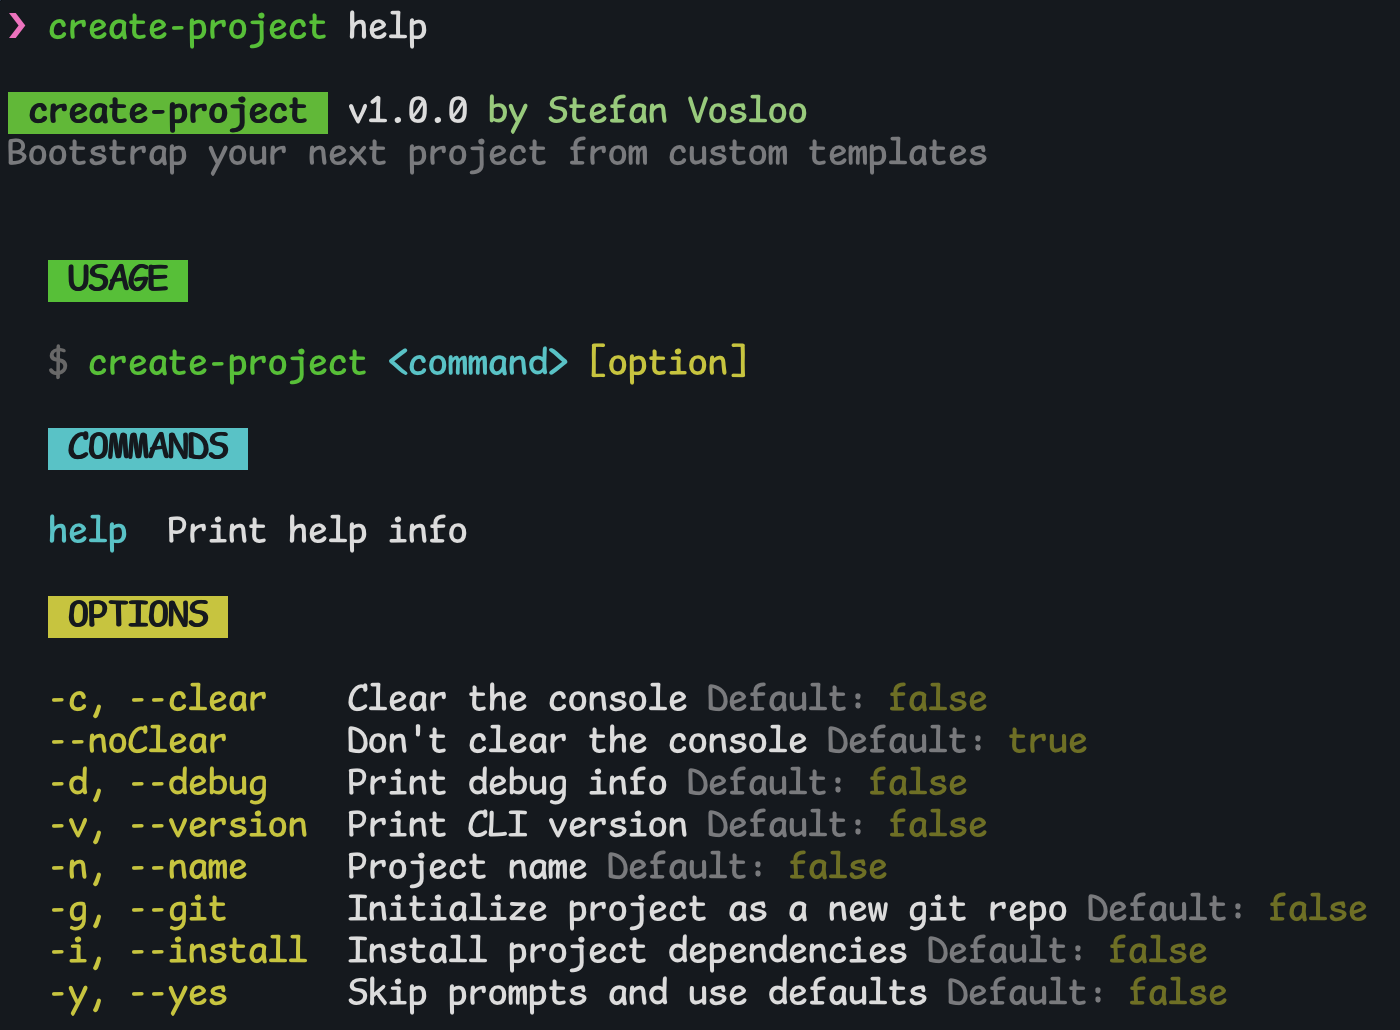 ❯ create-project help
create-project v1.0.0 by Stefan Vosloo
Bootstrap your next project from custom templates
USAGE
$ create-project <command> [option]
COMMANDS
help  Print help info
OPTIONS
-c, --clear    Clear the console Default: false
--noClear      Don't clear the console Default: true
-d, --debug    Print debug info Default: false
-v, --version  Print CLI version Default: false
-n, --name     Project name Default: false
-g, --git      Initialize project as a new git repo Default: false
-i, --install  Install project dependencies Default: false
-y, --yes      Skip prompts and use defaults Default: false